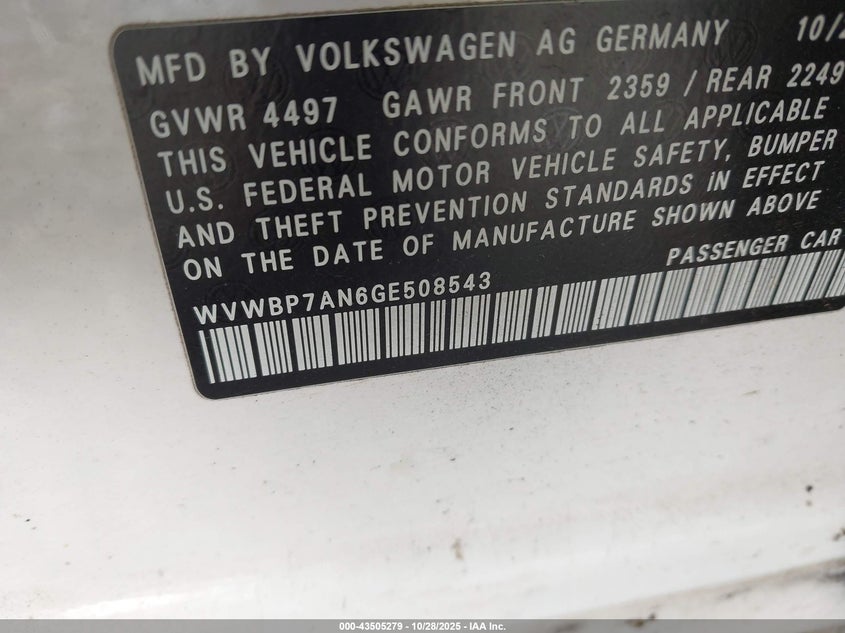 MFD BY VOLKSWAGEN AG GERMANY 10/2
GVWR 4497 GAWR FRONT 2359 / REAR 2249
THIS VEHICLE CONFORMS TO ALL APPLICABLE
U.S. FEDERAL MOTOR VEHICLE SAFETY, BUMPER
AND THEFT PREVENTION STANDARDS IN EFFECT
ON THE DATE OF MANUFACTURE SHOWN ABOVE
PASSENGER CAR
WVWBP7AN6GE508543
000-43505279 - 10/28/2025 - IAA Inc.